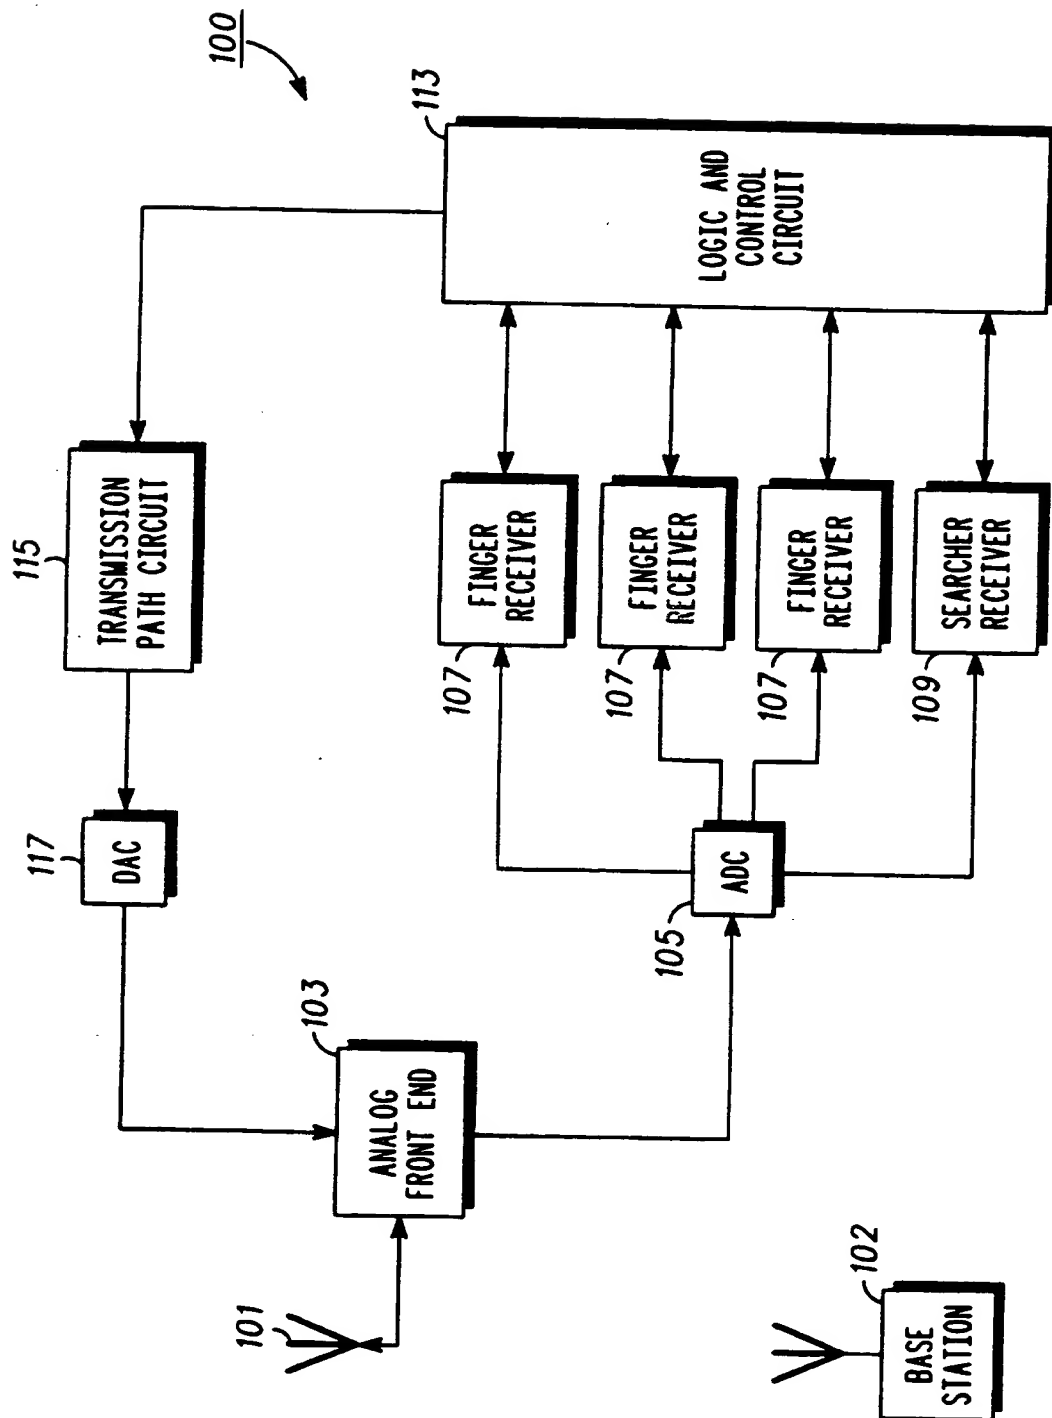 100
101
ANALOG
FRONT END
103
DAC
117
TRANSMISSION
PATH CIRCUIT
115
ADC
105
FINGER
RECEIVER
107
FINGER
RECEIVER
107
FINGER
RECEIVER
107
SEARCHER
RECEIVER
109
LOGIC AND
CONTROL
CIRCUIT
113
BASE
STATION
102